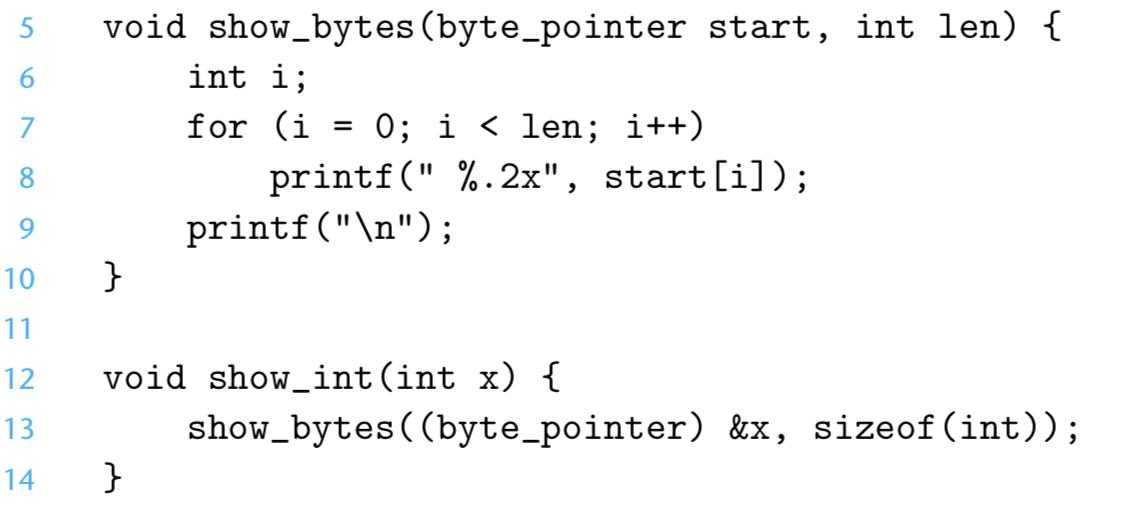 5 void show_bytes(byte_pointer start, int len) {
6 int i;
7 for (i = 0; i < len; i++)
8 printf(" %.2x", start[i]);
9 printf("\n");
10 }
11
12 void show_int(int x) {
13 show_bytes((byte_pointer) &x, sizeof(int));
14 }